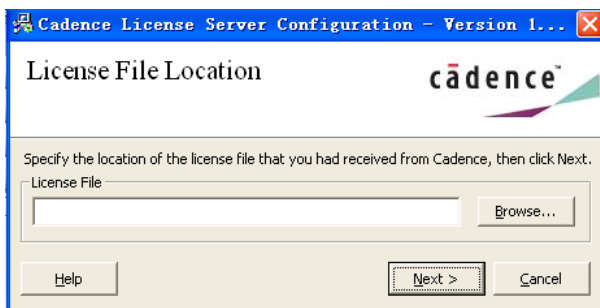 Cadence License Server Configuration - Version 1...
License File Location
cādence™
Specify the location of the license file that you had received from Cadence, then click Next.
License File
Browse...
Help
Next >
Cancel